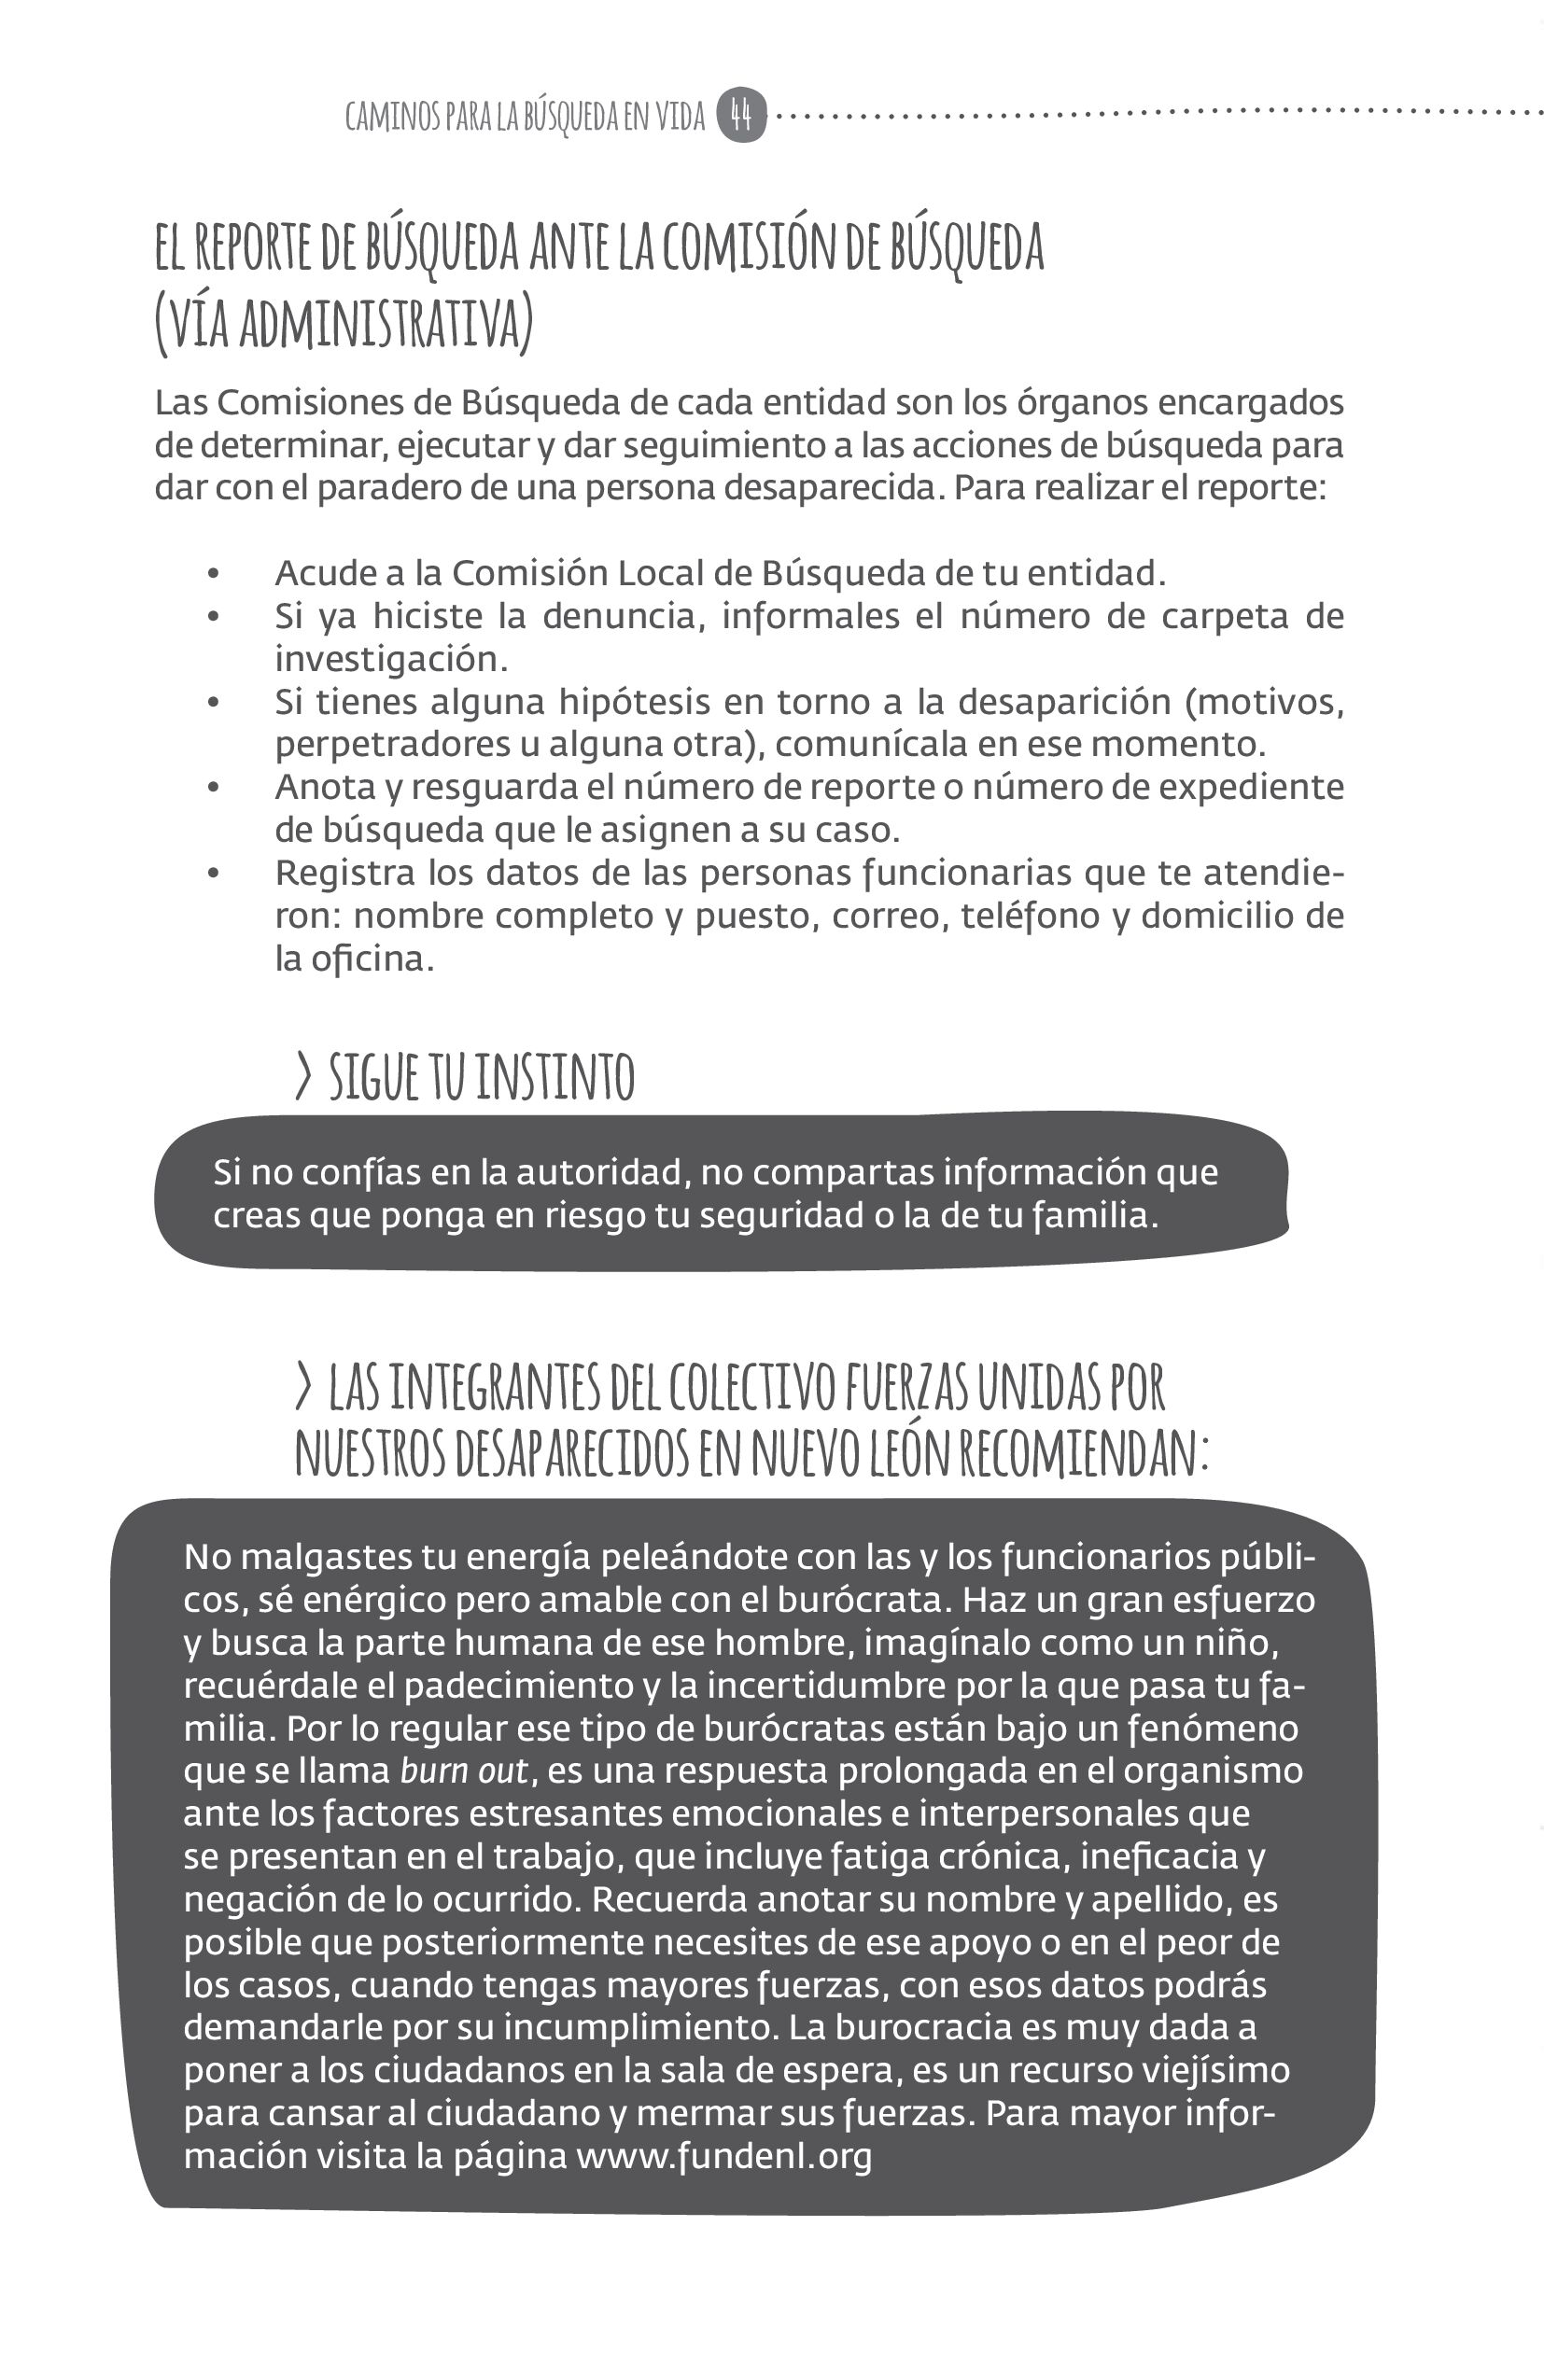 CAMINOS PARA LA BÚSQUEDA EN VIDA 44
EL REPORTE DE BÚSQUEDA ANTE LA COMISIÓN DE BÚSQUEDA
(VÍA ADMINISTRATIVA)
Las Comisiones de Búsqueda de cada entidad son los órganos encargados
de determinar, ejecutar y dar seguimiento a las acciones de búsqueda para
dar con el paradero de una persona desaparecida. Para realizar el reporte:
• Acude a la Comisión Local de Búsqueda de tu entidad.
• Si ya hiciste la denuncia, informales el número de carpeta de
investigación.
• Si tienes alguna hipótesis en torno a la desaparición (motivos,
perpetradores u alguna otra), comunícala en ese momento.
• Anota y resguarda el número de reporte o número de expediente
de búsqueda que le asignen a su caso.
• Registra los datos de las personas funcionarias que te atendie-
ron: nombre completo y puesto, correo, teléfono y domicilio de
la oficina.
> SIGUE TU INSTINTO
Si no confías en la autoridad, no compartas información que
creas que ponga en riesgo tu seguridad o la de tu familia.
> LAS INTEGRANTES DEL COLECTIVO FUERZAS UNIDAS POR
NUESTROS DESAPARECIDOS EN NUEVO LEÓN RECOMIENDAN:
No malgastes tu energía peleándote con las y los funcionarios públi-
cos, sé enérgico pero amable con el burócrata. Haz un gran esfuerzo
y busca la parte humana de ese hombre, imagínalo como un niño,
recuérdale el padecimiento y la incertidumbre por la que pasa tu fa-
milia. Por lo regular ese tipo de burócratas están bajo un fenómeno
que se llama burn out, es una respuesta prolongada en el organismo
ante los factores estresantes emocionales e interpersonales que
se presentan en el trabajo, que incluye fatiga crónica, ineficacia y
negación de lo ocurrido. Recuerda anotar su nombre y apellido, es
posible que posteriormente necesites de ese apoyo o en el peor de
los casos, cuando tengas mayores fuerzas, con esos datos podrás
demandarle por su incumplimiento. La burocracia es muy dada a
poner a los ciudadanos en la sala de espera, es un recurso viejísimo
para cansar al ciudadano y mermar sus fuerzas. Para mayor infor-
mación visita la página www.fundenl.org